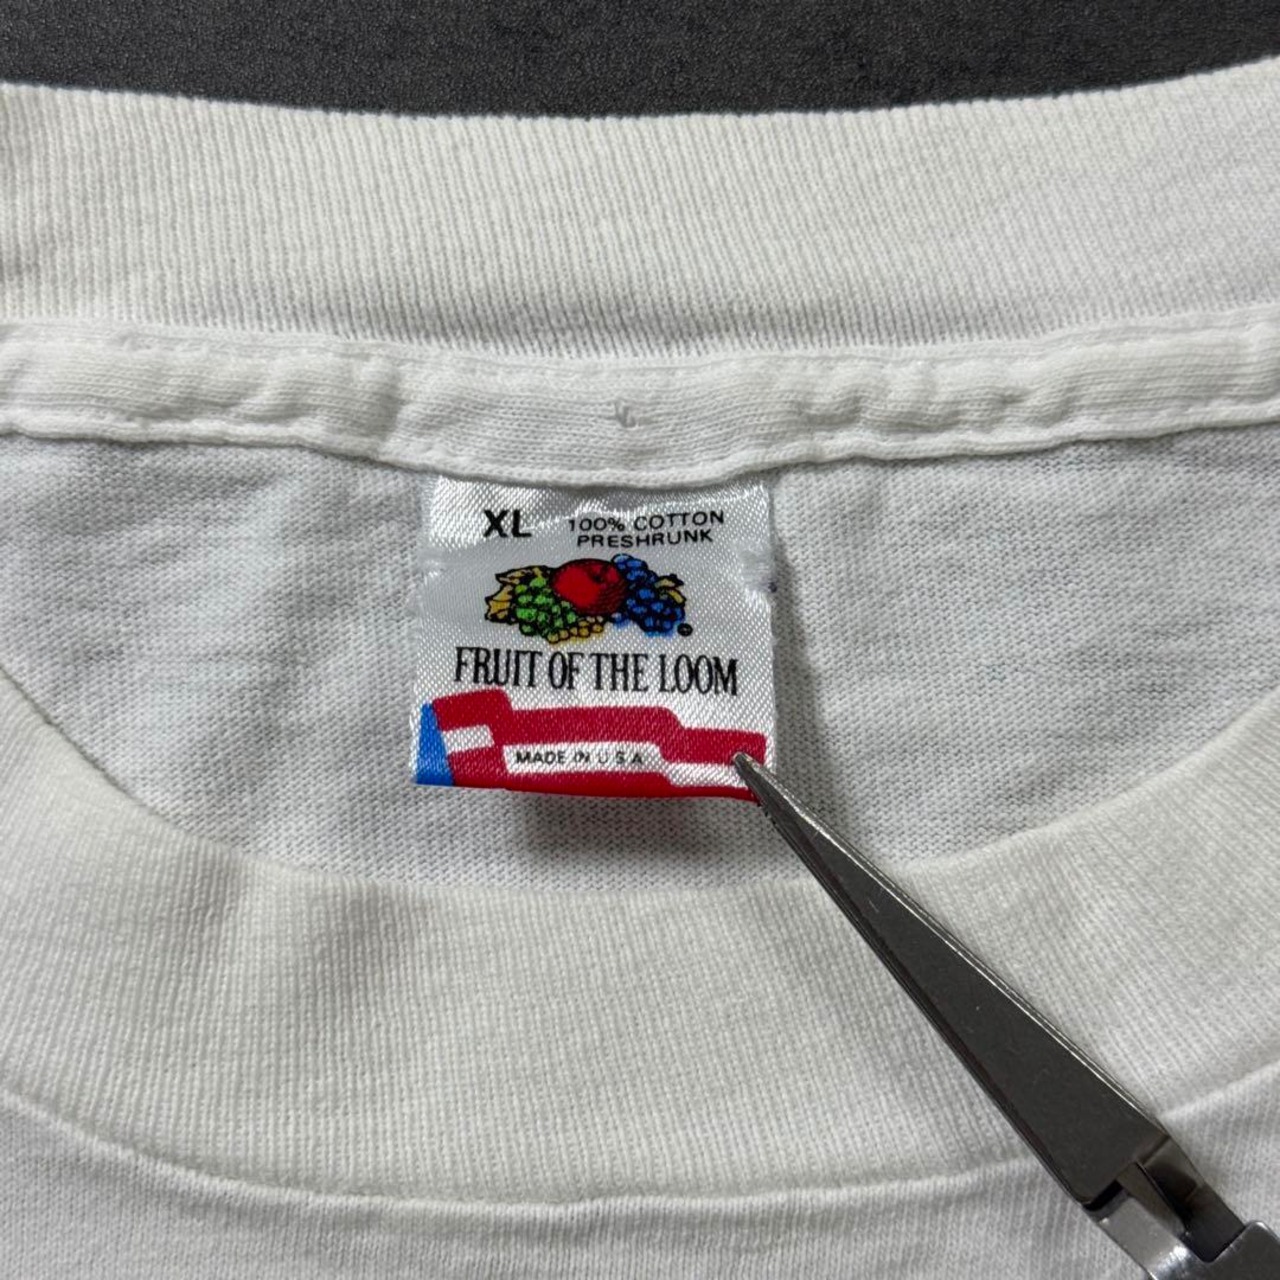 XL
100% COTTON
PRESHRUNK
FRUIT OF THE LOOM
MADE IN U S A